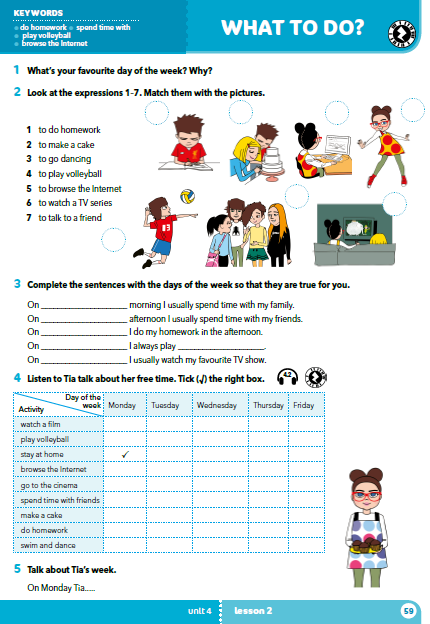 KEYWORDS
do homework • spend time with
play volleyball
browse the Internet
WHAT TO DO?
1 What's your favourite day of the week? Why?
2 Look at the expressions 1-7. Match them with the pictures.
1 to do homework
2 to make a cake
3 to go dancing
4 to play volleyball
5 to browse the Internet
6 to watch a TV series
7 to talk to a friend
3 Complete the sentences with the days of the week so that they are true for you.
On ____________________ morning I usually spend time with my family.
On ____________________ afternoon I usually spend time with my friends.
On ____________________ I do my homework in the afternoon.
On ____________________ I always play ____________________.
On ____________________ I usually watch my favourite TV show.
4 Listen to Tia talk about her free time. Tick (✓) the right box.
4.2
Day of the week
Activity
Monday Tuesday Wednesday Thursday Friday
watch a film
play volleyball
stay at home ✓
browse the Internet
go to the cinema
spend time with friends
make a cake
do homework
swim and dance
5 Talk about Tia's week.
On Monday Tia.....
unit 4 lesson 2 59